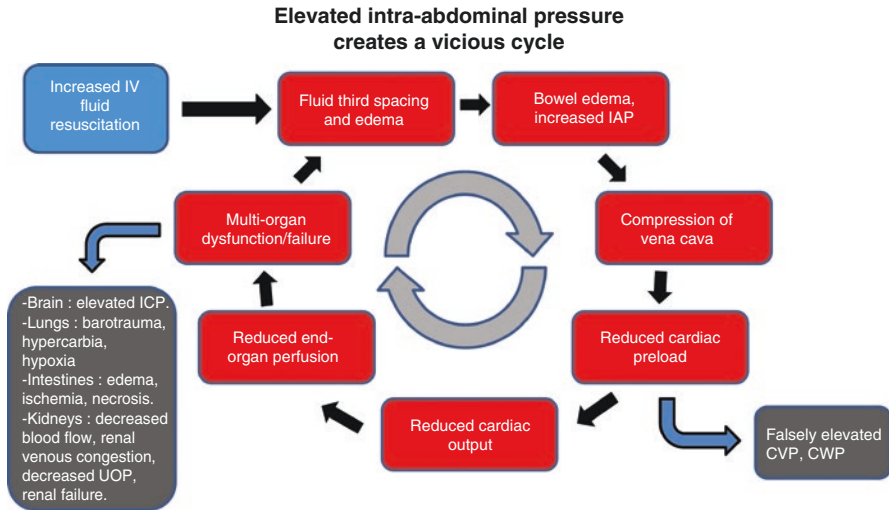 Elevated intra-abdominal pressure
creates a vicious cycle
Increased IV
fluid
resuscitation
Fluid third spacing
and edema
Bowel edema,
increased IAP
Compression of
vena cava
Reduced cardiac
preload
Falsely elevated
CVP, CWP
Reduced cardiac
output
Reduced end-
organ perfusion
Multi-organ
dysfunction/failure
-Brain : elevated ICP.
-Lungs : barotrauma,
hypercarbia,
hypoxia
-Intestines : edema,
ischemia, necrosis.
-Kidneys : decreased
blood flow, renal
venous congestion,
decreased UOP,
renal failure.